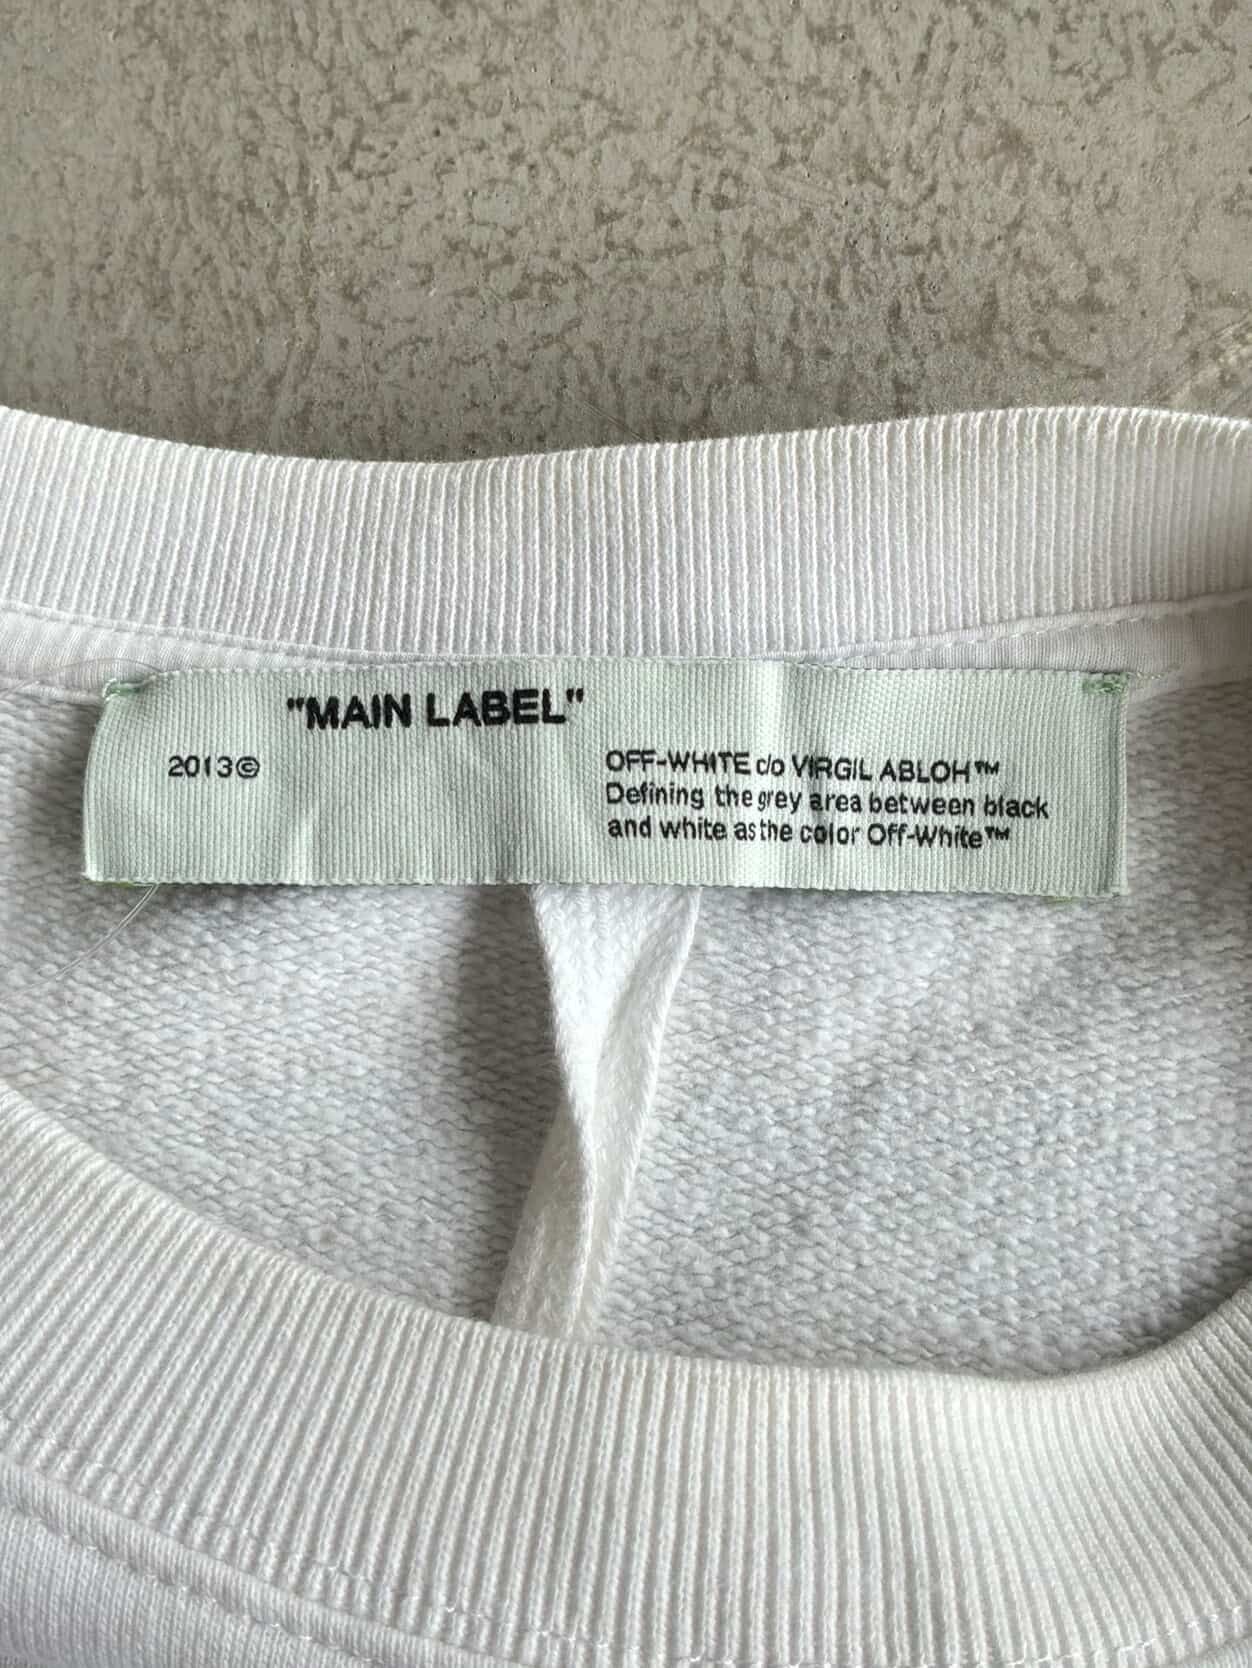 "MAIN LABEL"
2013©
OFF-WHITE c/o VIRGIL ABLOH™
Defining the grey area between black
and white as the color Off-White™